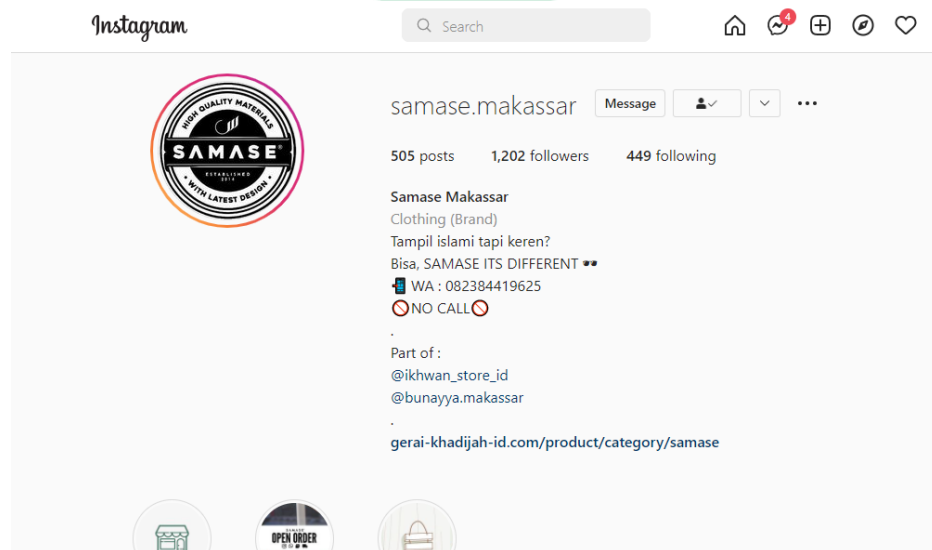 Instagram
Search
4
samase.makassar
Message
505 posts 1,202 followers 449 following
HIGH QUALITY MATERIALS
SAMASE®
ESTABLISHED
2014
WITH LATEST DESIGN
Samase Makassar
Clothing (Brand)
Tampil islami tapi keren?
Bisa, SAMASE ITS DIFFERENT 🕶️
📲 WA : 082384419625
🚫NO CALL🚫
.
Part of :
@ikhwan_store_id
@bunayya.makassar
.
gerai-khadijah-id.com/product/category/samase
SAMASE
OPEN ORDER